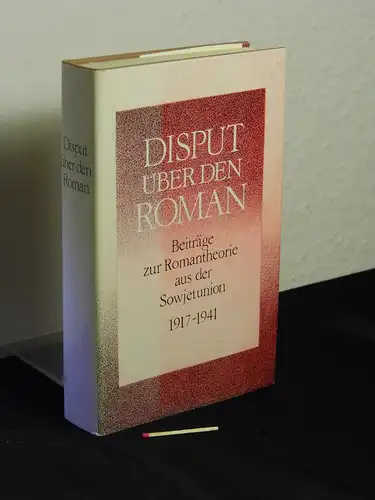 Disput
über den
Roman
DISPUT
ÜBER DEN
ROMAN
Beiträge
zur Romantheorie
aus der
Sowjetunion
1917-1941